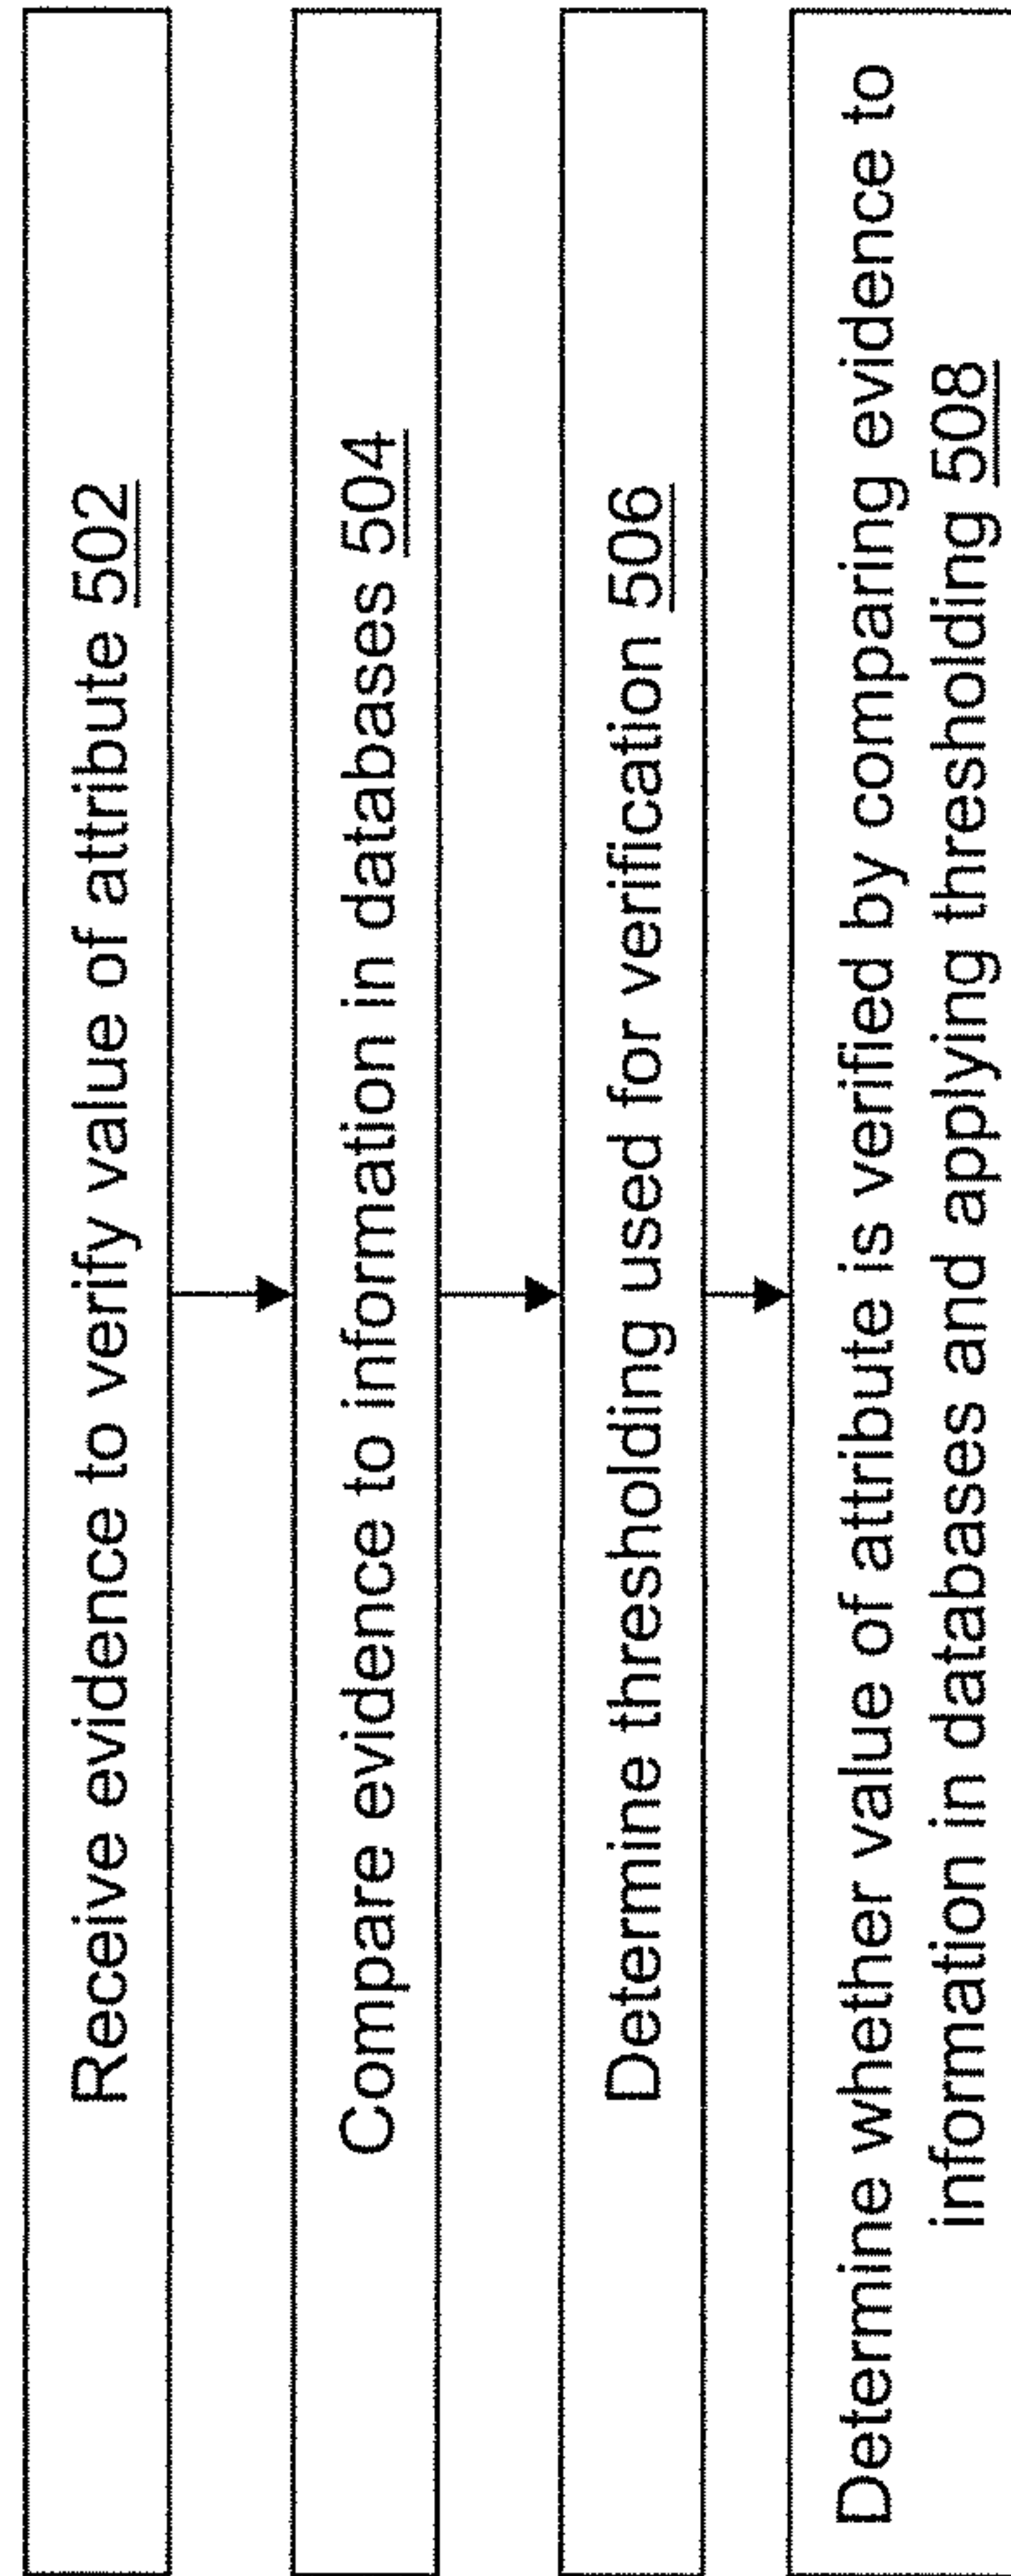 Receive evidence to verify value of attribute 502
Compare evidence to information in databases 504
Determine thresholding used for verification 506
Determine whether value of attribute is verified by comparing evidence to
information in databases and applying thresholding 508